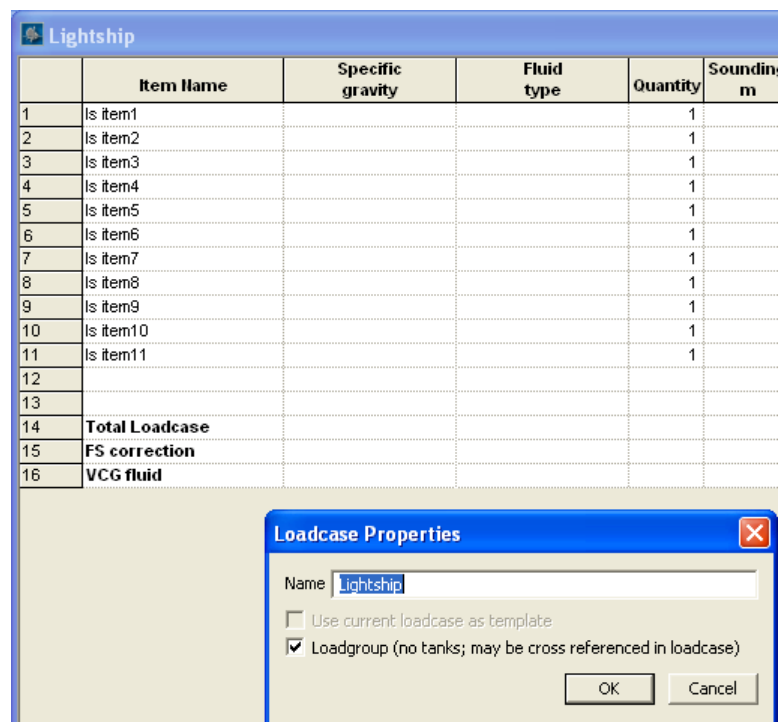 Lightship
Item Name Specific gravity Fluid type Quantity Sounding m
1 ls item1 1
2 ls item2 1
3 ls item3 1
4 ls item4 1
5 ls item5 1
6 ls item6 1
7 ls item7 1
8 ls item8 1
9 ls item9 1
10 ls item10 1
11 ls item11 1
12
13
14 Total Loadcase
15 FS correction
16 VCG fluid
Loadcase Properties
Name Lightship
Use current loadcase as template
Loadgroup (no tanks; may be cross referenced in loadcase)
OK Cancel